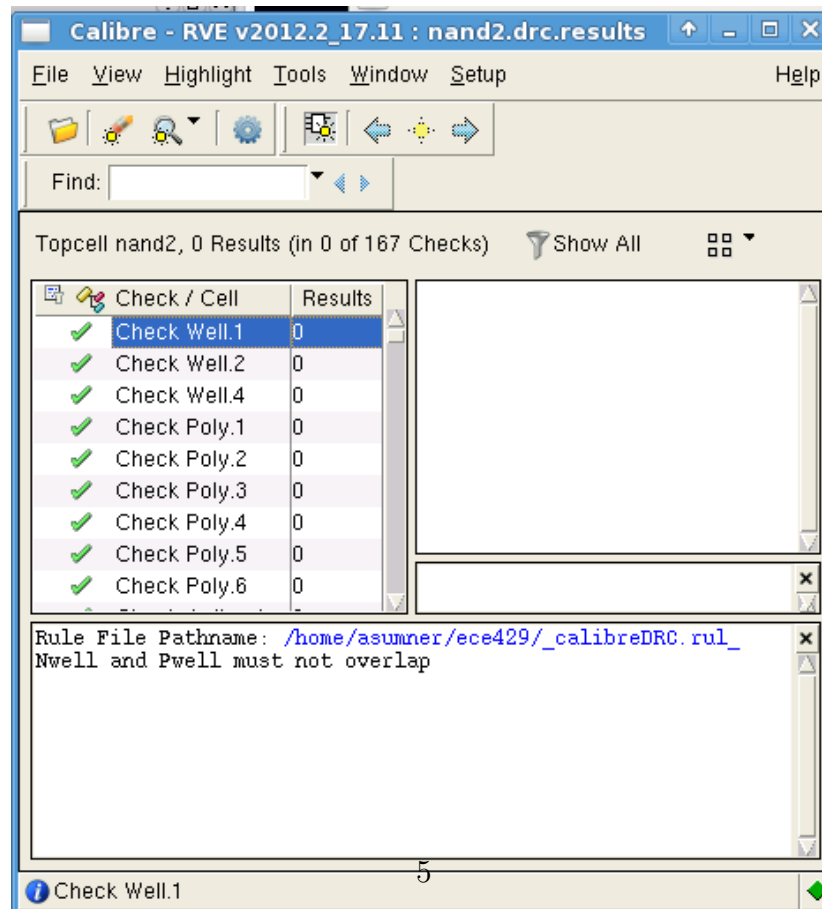 Calibre - RVE v2012.2_17.11 : nand2.drc.results
File View Highlight Tools Window Setup Help
Find:
Topcell nand2, 0 Results (in 0 of 167 Checks) Show All
Check / Cell Results
Check Well.1 0
Check Well.2 0
Check Well.4 0
Check Poly.1 0
Check Poly.2 0
Check Poly.3 0
Check Poly.4 0
Check Poly.5 0
Check Poly.6 0
Rule File Pathname: /home/asumner/ece429/_calibreDRC.rul_
Nwell and Pwell must not overlap
5
Check Well.1